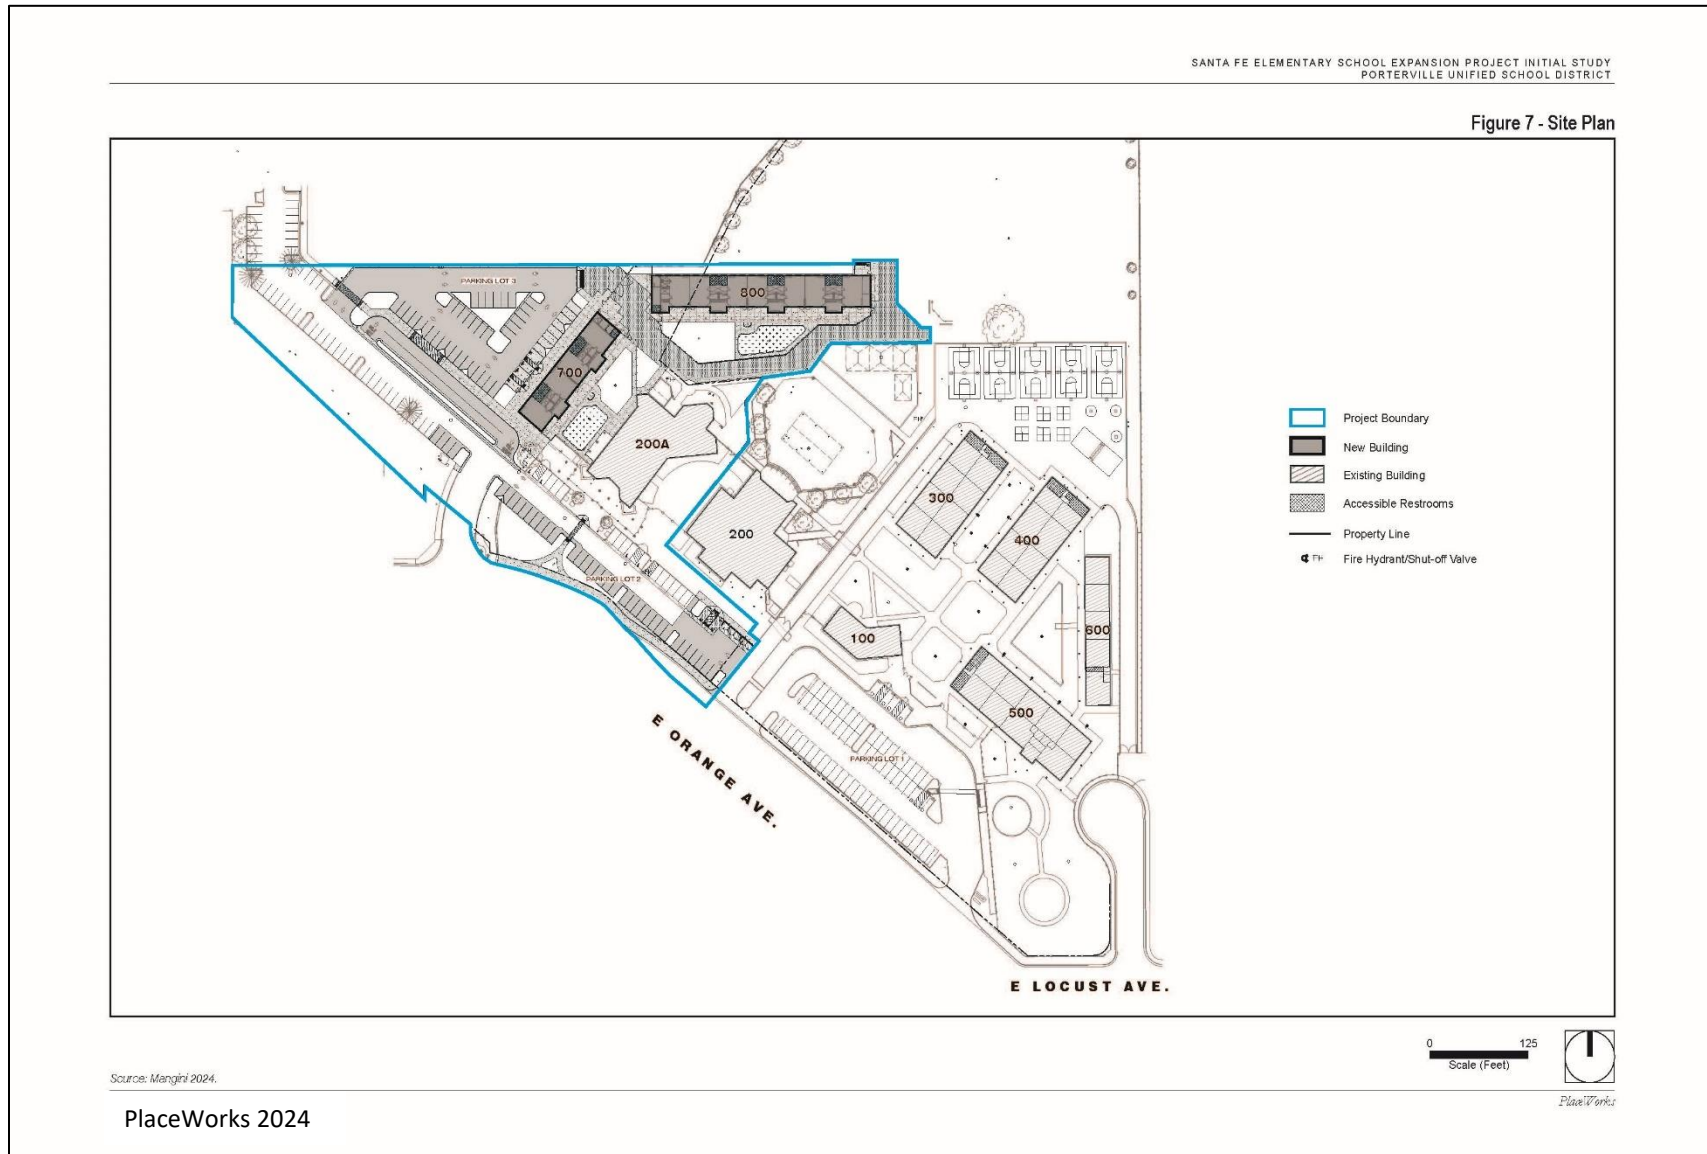 SANTA FE ELEMENTARY SCHOOL EXPANSION PROJECT INITIAL STUDY
PORTERVILLE UNIFIED SCHOOL DISTRICT
Figure 7 - Site Plan
PARKING LOT 3
800
700
200A
200
300
400
PARKING LOT 2
100
600
500
PARKING LOT 1
E ORANGE AVE.
E LOCUST AVE.
Project Boundary
New Building
Existing Building
Accessible Restrooms
Property Line
FH Fire Hydrant/Shut-off Valve
0 125
Scale (Feet)
Source: Mangini 2024.
PlaceWorks
PlaceWorks 2024